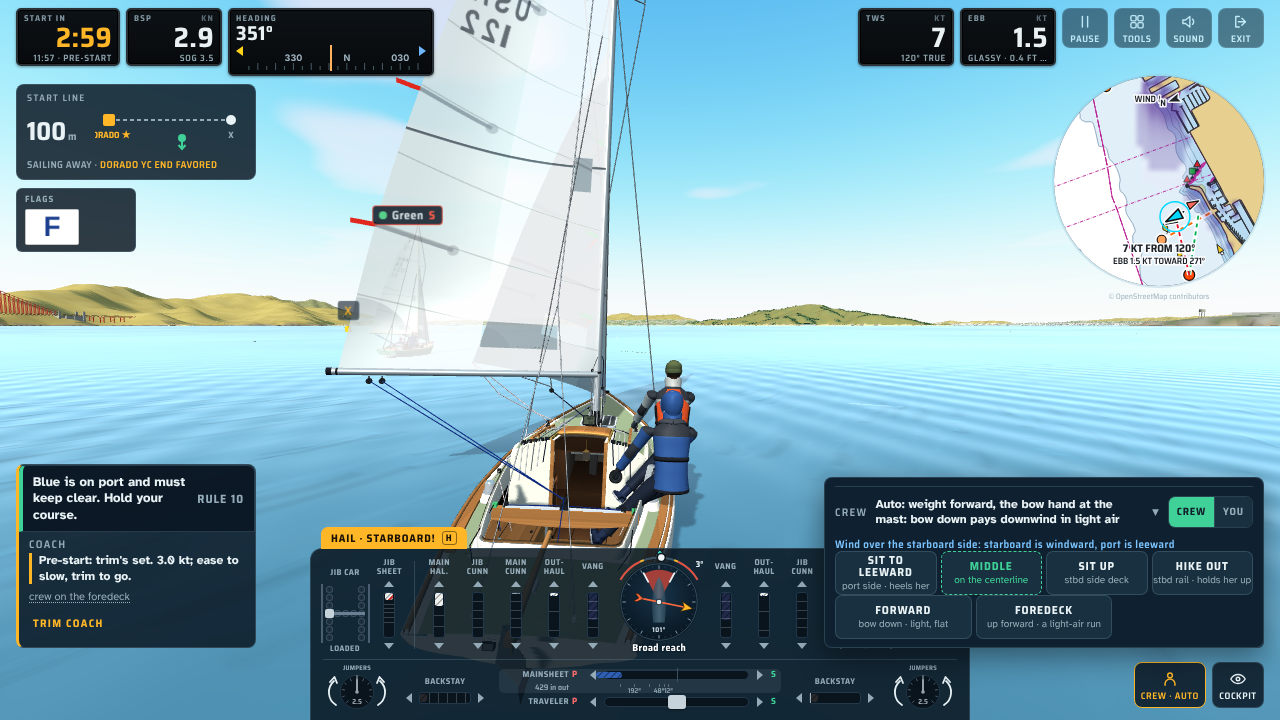 START IN
2:59
11:57 · PRE-START
BSP
KN
2.9
SOG 3.5
HEADING
351°
330
N
030
TWS
KT
7
120° TRUE
EBB
KT
1.5
GLASSY · 0.4 FT ...
PAUSE
TOOLS
SOUND
EXIT
START LINE
100 m
ORADO ★
X
SAILING AWAY · DORADO YC END FAVORED
FLAGS
F
US
122
Green S
X
WIND
N
7 KT FROM 120°
EBB 1.5 KT TOWARD 271°
© OpenStreetMap contributors
Blue is on port and must
keep clear. Hold your
course.
RULE 10
COACH
Pre-start: trim's set. 3.0 kt; ease to
slow, trim to go.
crew on the foredeck
TRIM COACH
HAIL · STARBOARD! H
CREW
Auto: weight forward, the bow hand at the
mast: bow down pays downwind in light air
▼
CREW
YOU
Wind over the starboard side: starboard is windward, port is leeward
SIT TO
LEEWARD
port side · heels her
MIDDLE
on the centerline
SIT UP
stbd side deck
HIKE OUT
stbd rail · holds her up
FORWARD
bow down · light, flat
FOREDECK
up forward · a light-air run
JIB CAR
LOADED
JIB
SHEET
MAIN
HAL.
JIB
CUNN
MAIN
CUNN
OUT-
HAUL
VANG
3°
101°
Broad reach
VANG
OUT-
HAUL
JIB
CUNN
JUMPERS
2.5
BACKSTAY
MAINSHEET P
S
429 in out
192"
48"12"
TRAVELER P
S
BACKSTAY
JUMPERS
2.5
CREW · AUTO
COCKPIT